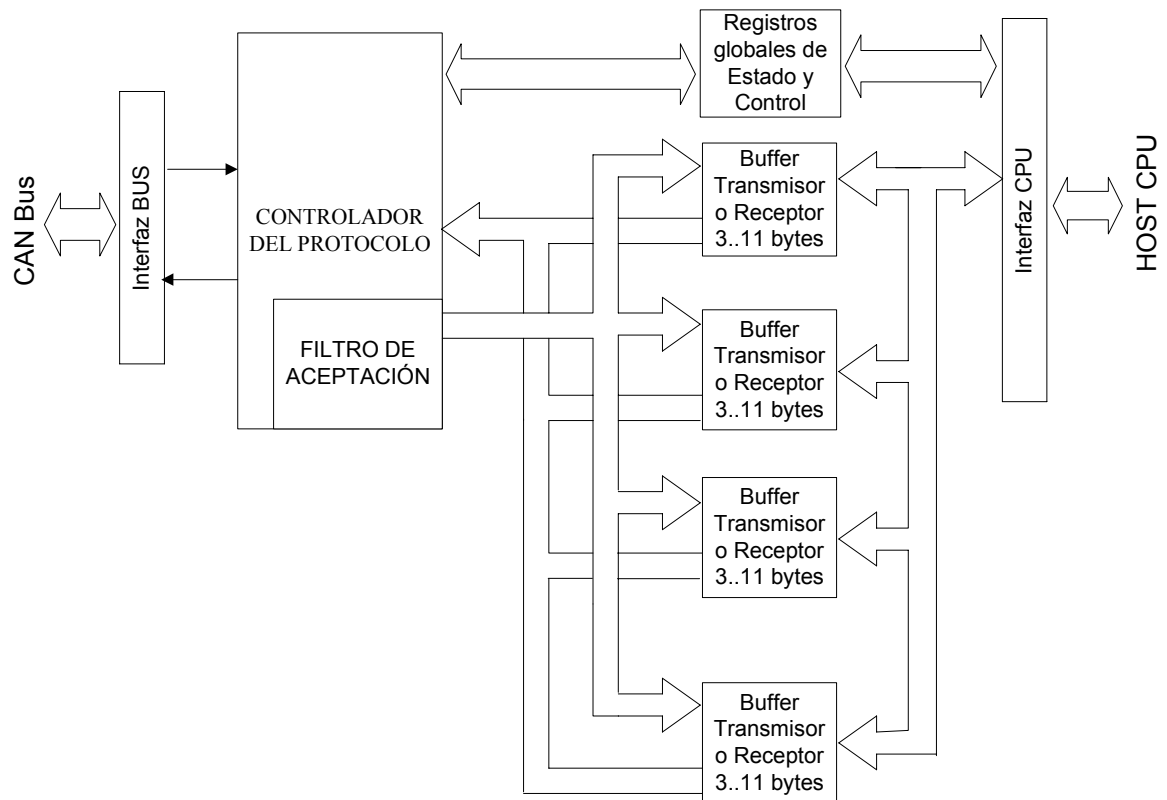 Registros
globales de
Estado y
Control
CAN Bus
Interfaz BUS
CONTROLADOR
DEL PROTOCOLO
FILTRO DE
ACEPTACIÓN
Buffer
Transmisor
o Receptor
3..11 bytes
Buffer
Transmisor
o Receptor
3..11 bytes
Buffer
Transmisor
o Receptor
3..11 bytes
Buffer
Transmisor
o Receptor
3..11 bytes
Interfaz CPU
HOST CPU